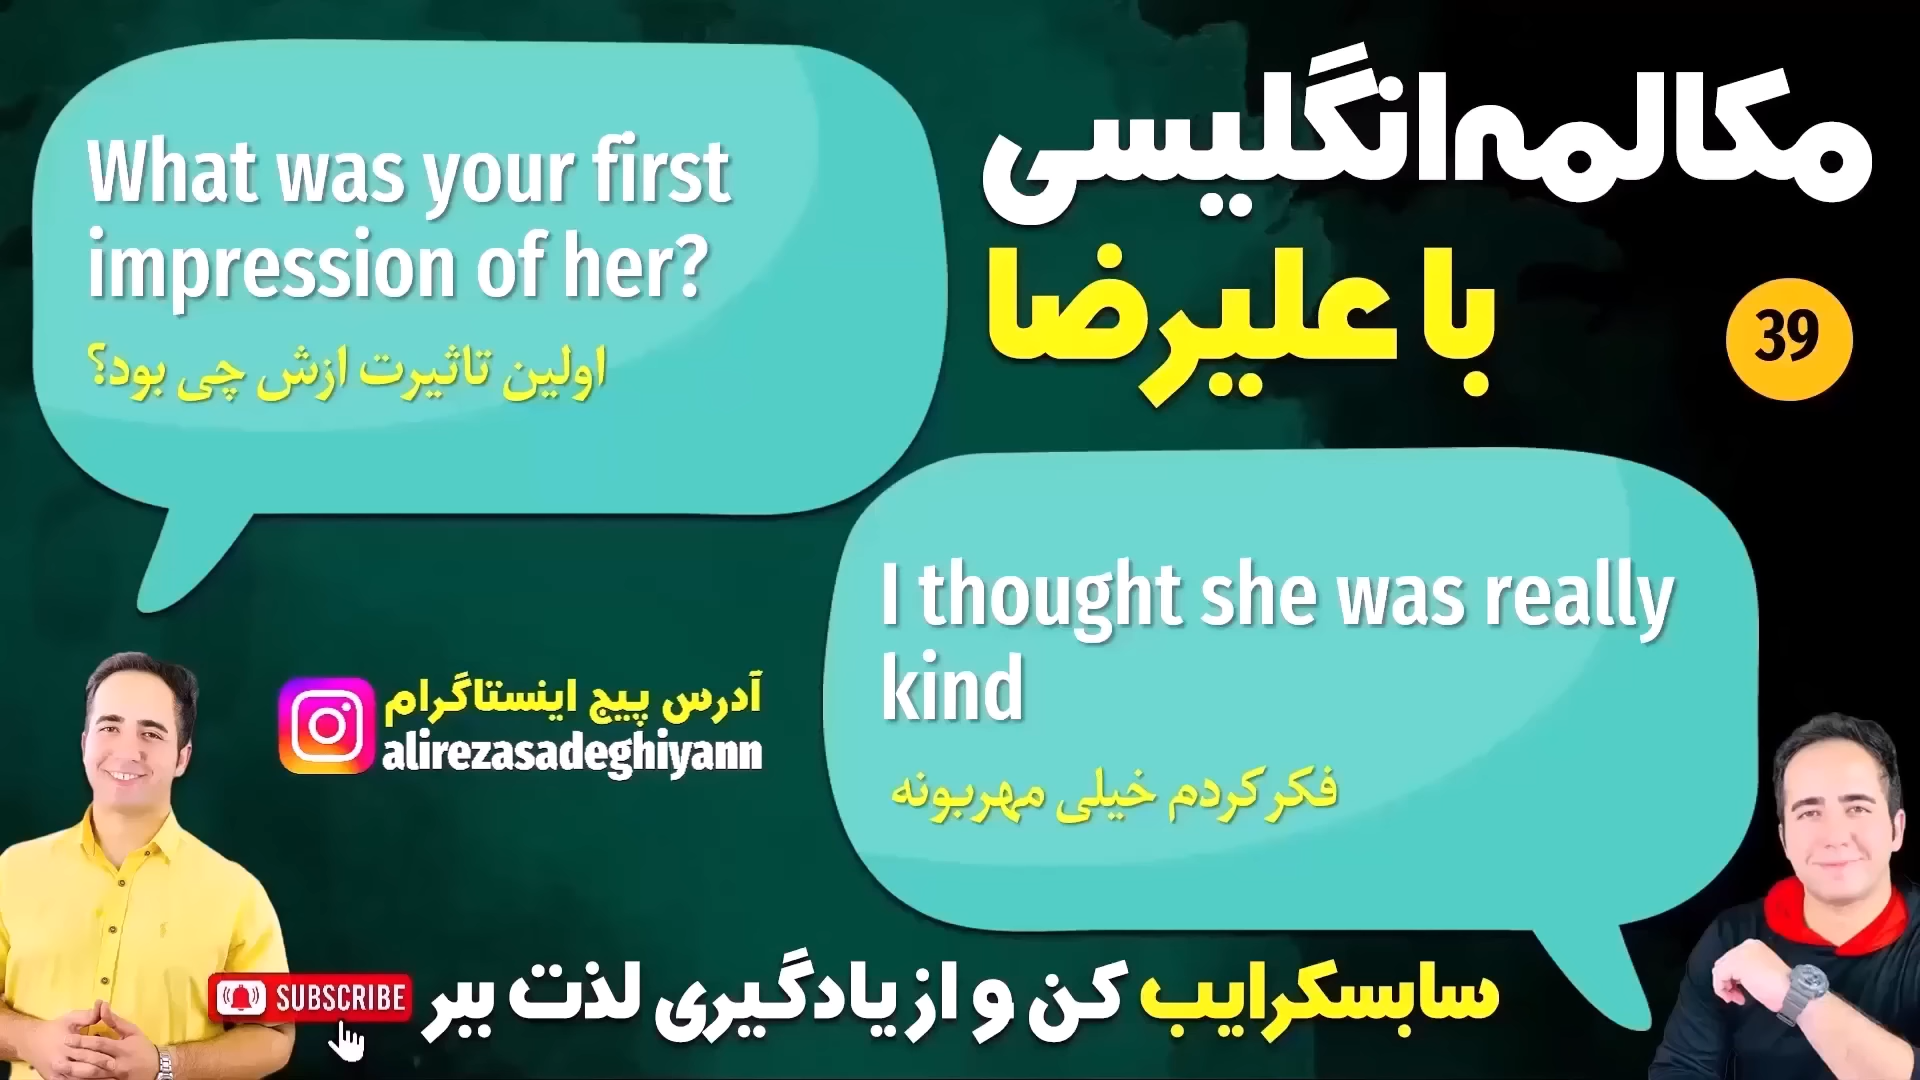 What was your first
impression of her?
اولین تاثیرت ازش چی بود؟
مکالمه انگلیسی
با علیرضا
39
I thought she was really
kind
فکر کردم خیلی مهربونه
آدرس پیج اینستاگرام
alirezasadeghiyann
SUBSCRIBE
سابسکرایب کن و از یادگیری لذت ببر